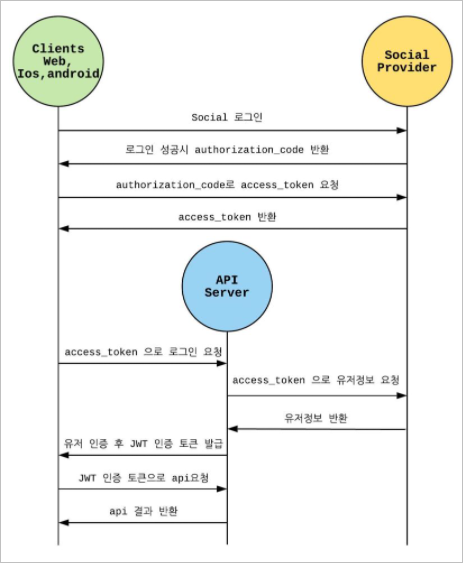 Clients
Web,
Ios,android
Social
Provider
Social 로그인
로그인 성공시 authorization_code 반환
authorization_code로 access_token 요청
access_token 반환
API
Server
access_token 으로 로그인 요청
access_token 으로 유저정보 요청
유저정보 반환
유저 인증 후 JWT 인증 토큰 발급
JWT 인증 토큰으로 api요청
api 결과 반환